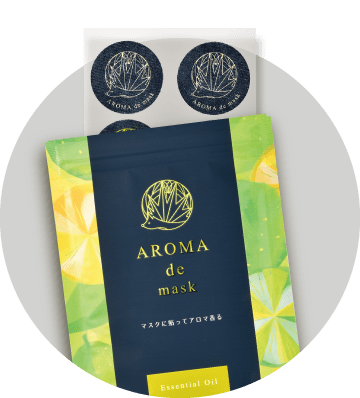 AROMA de mask
AROMA de mask
AROMA
de
mask
マスクに貼ってアロマ香る
Essential Oil